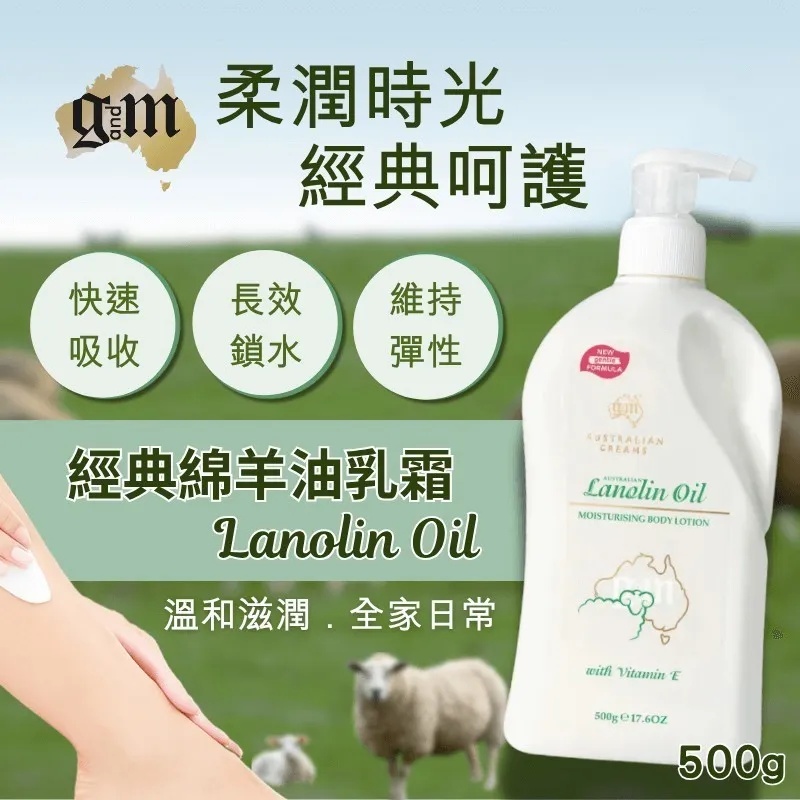 g and m
柔潤時光
經典呵護
快速
吸收
長效
鎖水
維持
彈性
經典綿羊油乳霜
Lanolin Oil
溫和滋潤．全家日常
NEW
gentle
FORMULA
g&m
AUSTRALIAN
CREAMS
AUSTRALIAN
Lanolin Oil
MOISTURISING BODY LOTION
g&m
with Vitamin E
500g ℮ 17.6OZ
500g